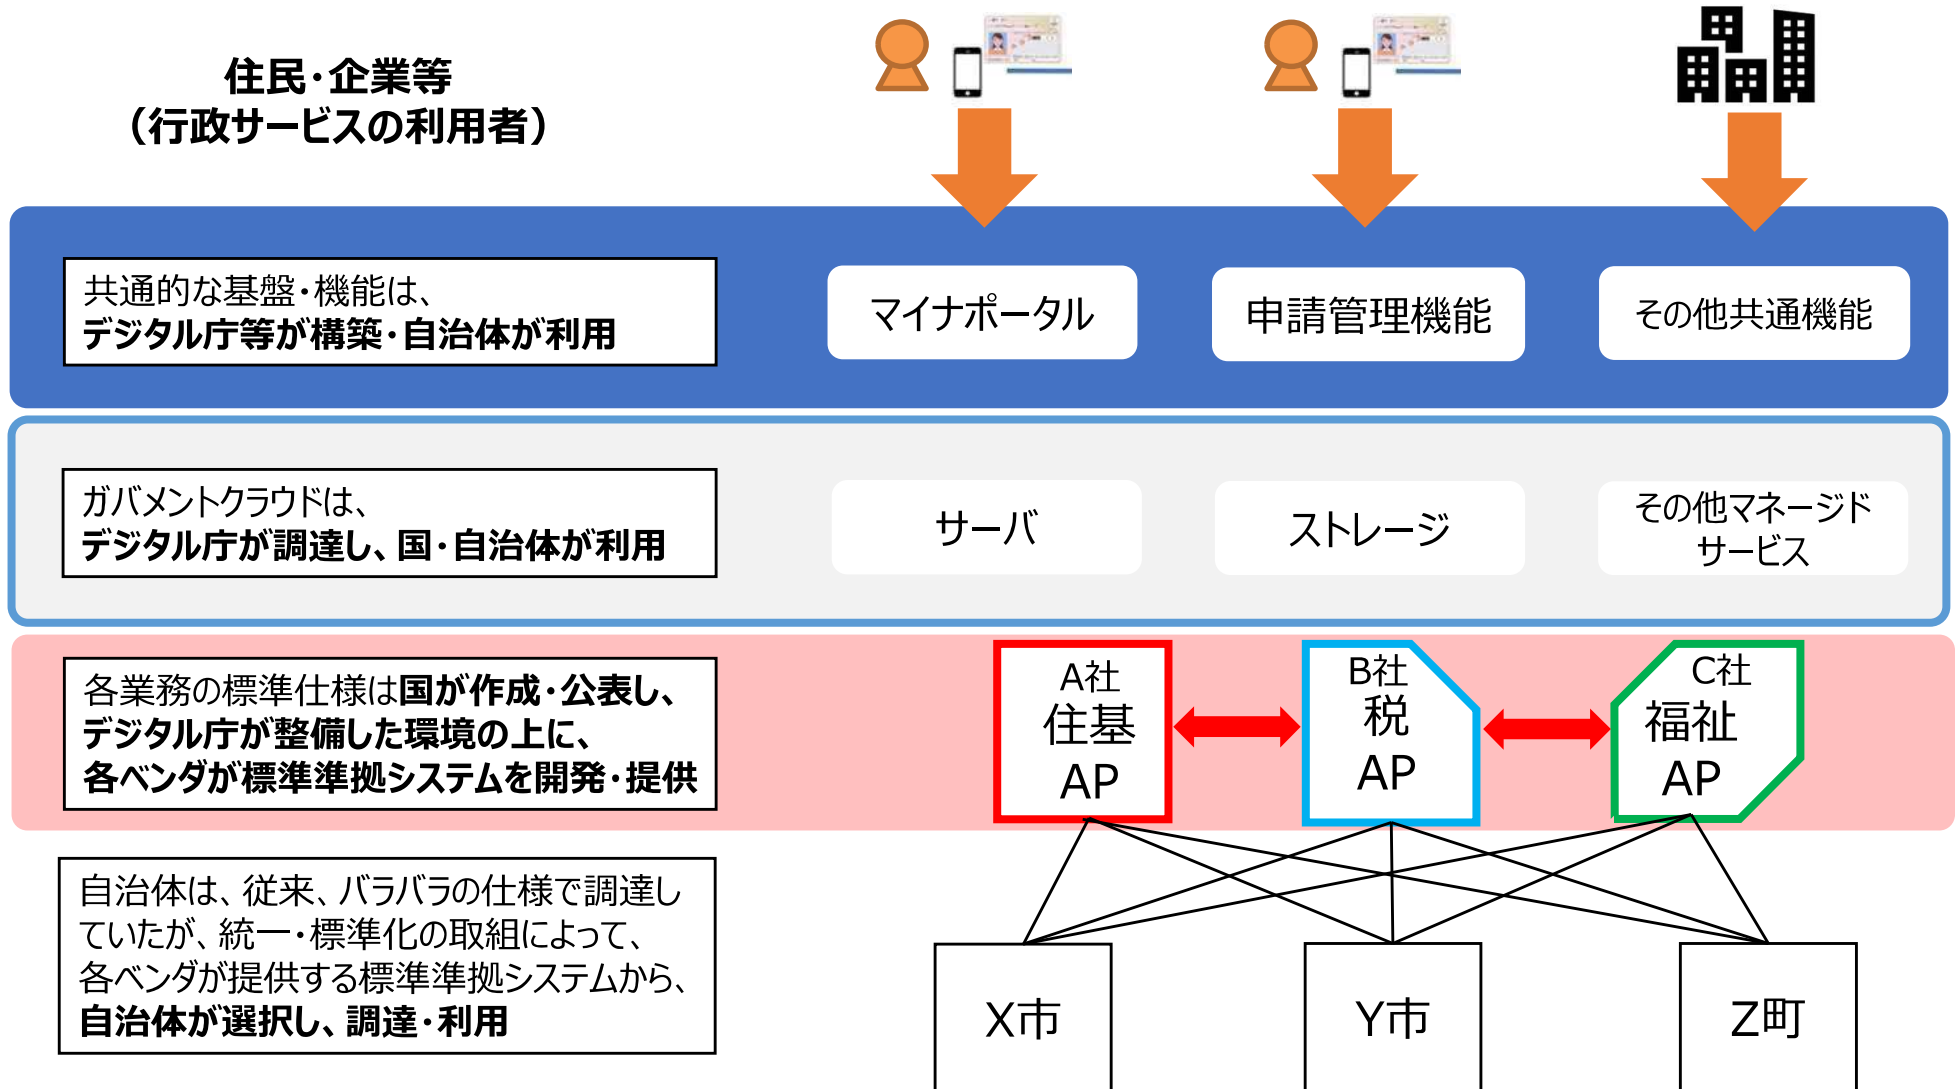 住民・企業等
（行政サービスの利用者）
共通的な基盤・機能は、
デジタル庁等が構築・自治体が利用
マイナポータル
申請管理機能
その他共通機能
ガバメントクラウドは、
デジタル庁が調達し、国・自治体が利用
サーバ
ストレージ
その他マネージド
サービス
各業務の標準仕様は国が作成・公表し、
デジタル庁が整備した環境の上に、
各ベンダが標準準拠システムを開発・提供
A社
住基
AP
B社
税
AP
C社
福祉
AP
自治体は、従来、バラバラの仕様で調達し
ていたが、統一・標準化の取組によって、
各ベンダが提供する標準準拠システムから、
自治体が選択し、調達・利用
X市
Y市
Z町